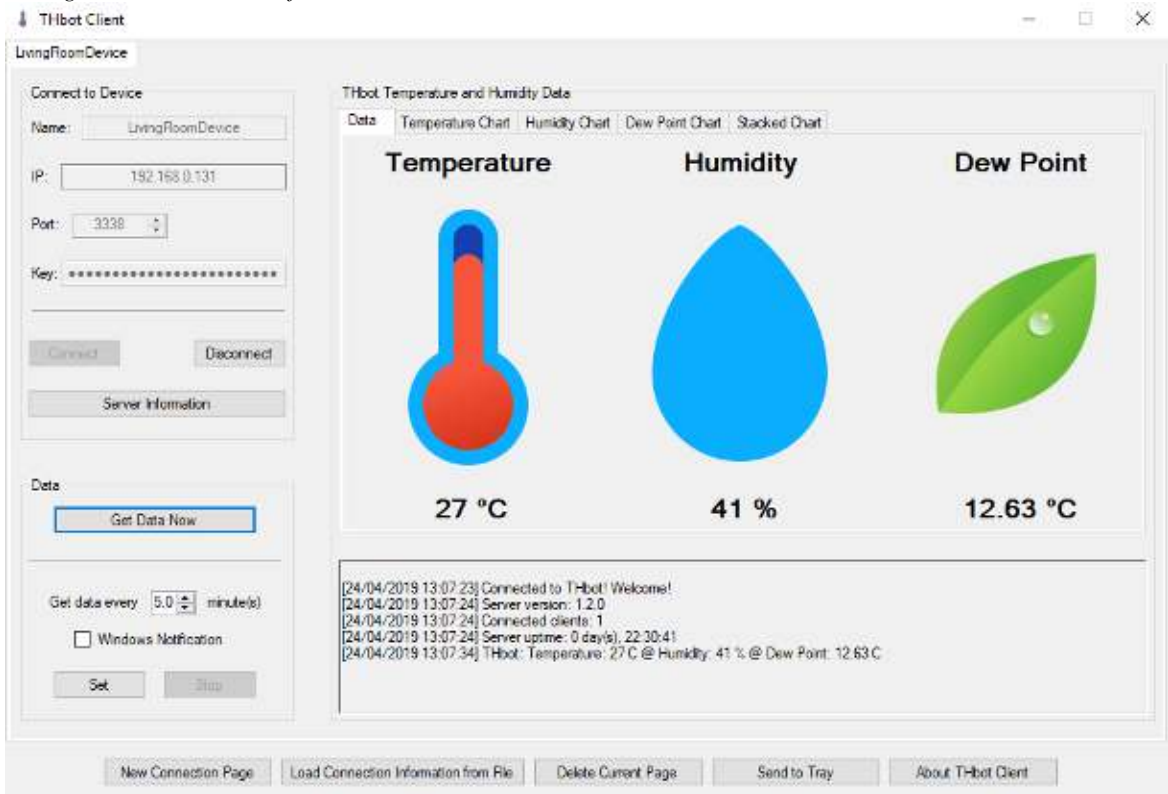 THbot Client
LivingRoomDevice
Connect to Device
Name: LivingRoomDevice
IP: 192.168.0.131
Port: 3338
Key: ************************
Connect Disconnect
Server Information
Data
Get Data Now
Get data every 5.0 minute(s)
Windows Notification
Set Stop
THbot Temperature and Humidity Data
Data Temperature Chart Humidity Chart Dew Point Chart Stacked Chart
Temperature Humidity Dew Point
27 °C 41 % 12.63 °C
[24/04/2019 13:07:23] Connected to THbot! Welcome!
[24/04/2019 13:07:24] Server version: 1.2.0
[24/04/2019 13:07:24] Connected clients: 1
[24/04/2019 13:07:24] Server uptime: 0 day(s), 22:30:41
[24/04/2019 13:07:34] THbot: Temperature: 27 C @ Humidity: 41 % @ Dew Point: 12.63 C
New Connection Page Load Connection Information from File Delete Current Page Send to Tray About THbot Client